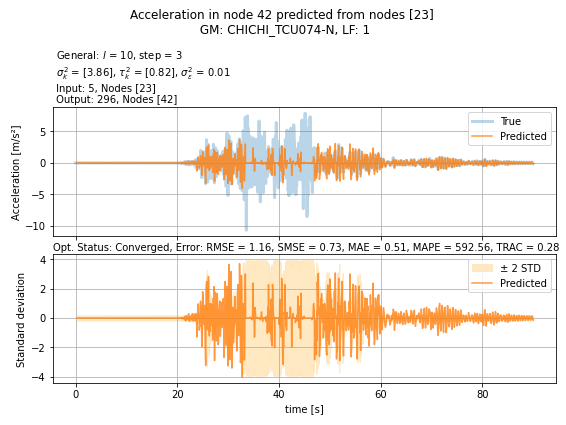 Acceleration in node 42 predicted from nodes [23]
GM: CHICHI_TCU074-N, LF: 1
General: l = 10, step = 3
σ²ₖ = [3.86], τ²ₖ = [0.82], σ²ε = 0.01
Input: 5, Nodes [23]
Output: 296, Nodes [42]
Acceleration [m/s²]
5
0
−5
−10
True
Predicted
Opt. Status: Converged, Error: RMSE = 1.16, SMSE = 0.73, MAE = 0.51, MAPE = 592.56, TRAC = 0.28
Standard deviation
4
2
0
−2
−4
± 2 STD
Predicted
0 20 40 60 80
time [s]